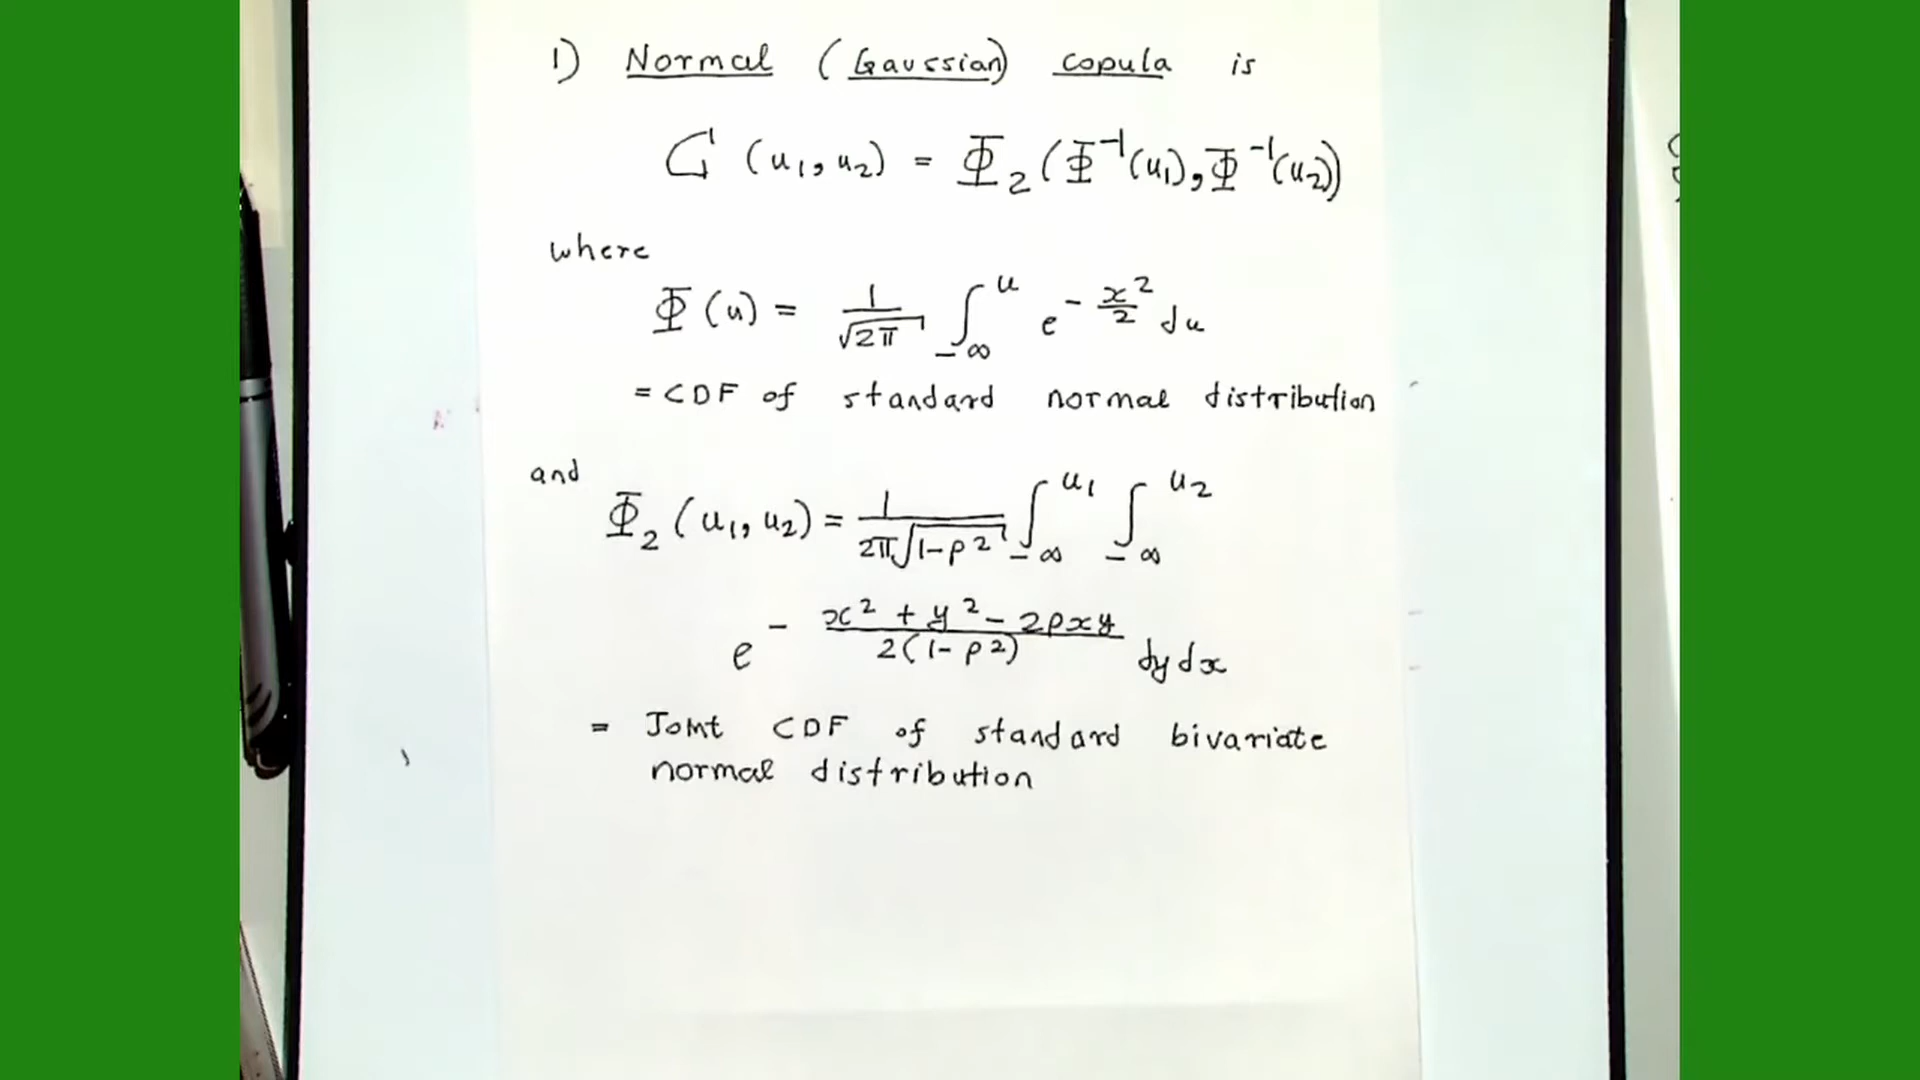 1) Normal (Gaussian) copula is
C (u₁, u₂) = Φ₂ (Φ⁻¹(u₁), Φ⁻¹(u₂))
where
Φ (u) = 1/√2π ∫_{-∞}^{u} e^{-x²/2} du
= CDF of standard normal distribution
and
Φ₂ (u₁, u₂) = 1/(2π√(1-ρ²)) ∫_{-∞}^{u₁} ∫_{-∞}^{u₂}
e^{-(x² + y² - 2ρxy)/(2(1-ρ²))} dy dx
= Joint CDF of standard bivariate
normal distribution